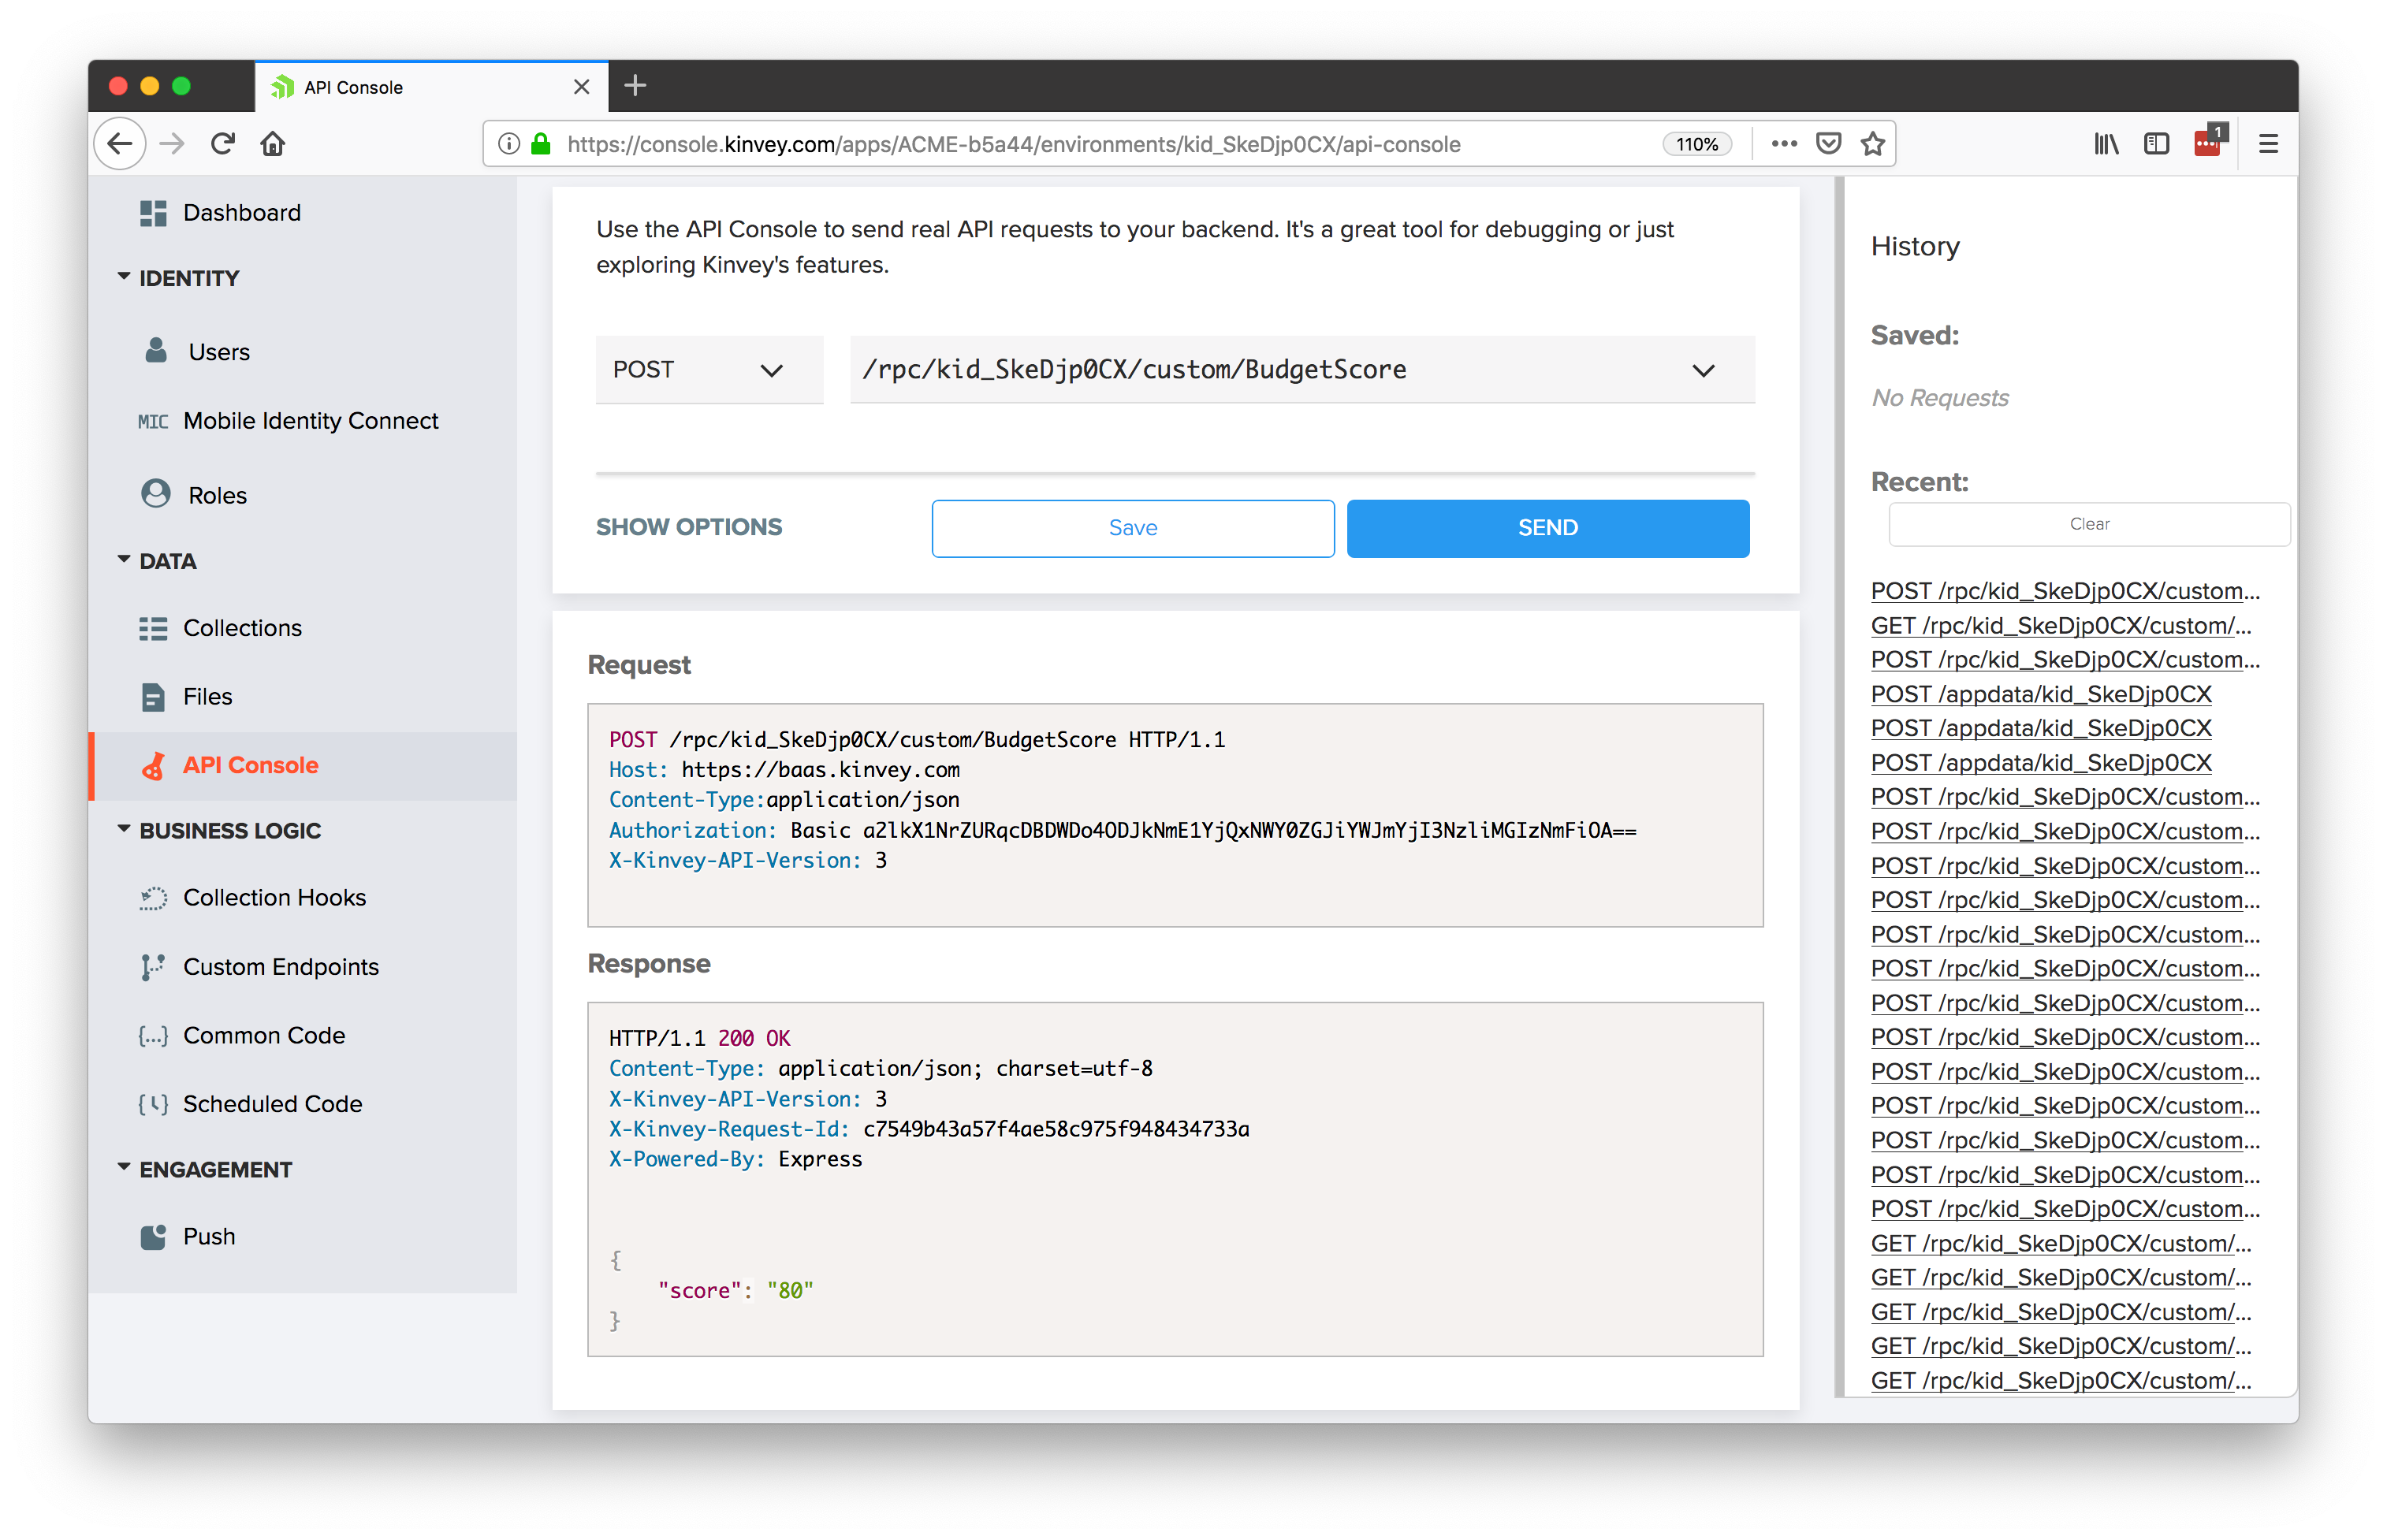 API Console
https://console.kinvey.com/apps/ACME-b5a44/environments/kid_SkeDjp0CX/api-console
110%
1
Dashboard
IDENTITY
Users
MIC Mobile Identity Connect
Roles
DATA
Collections
Files
API Console
BUSINESS LOGIC
Collection Hooks
Custom Endpoints
{...} Common Code
Scheduled Code
ENGAGEMENT
Push
Use the API Console to send real API requests to your backend. It's a great tool for debugging or just
exploring Kinvey's features.
POST
/rpc/kid_SkeDjp0CX/custom/BudgetScore
SHOW OPTIONS
Save
SEND
Request
POST /rpc/kid_SkeDjp0CX/custom/BudgetScore HTTP/1.1
Host: https://baas.kinvey.com
Content-Type:application/json
Authorization: Basic a2lkX1NrZURqcDBDWDo4ODJkNmE1YjQxNWY0ZGJiYWJmYjI3NzliMGIzNmFiOA==
X-Kinvey-API-Version: 3
Response
HTTP/1.1 200 OK
Content-Type: application/json; charset=utf-8
X-Kinvey-API-Version: 3
X-Kinvey-Request-Id: c7549b43a57f4ae58c975f948434733a
X-Powered-By: Express
{
"score": "80"
}
History
Saved:
No Requests
Recent:
Clear
POST /rpc/kid_SkeDjp0CX/custom...
GET /rpc/kid_SkeDjp0CX/custom/...
POST /rpc/kid_SkeDjp0CX/custom...
POST /appdata/kid_SkeDjp0CX
POST /appdata/kid_SkeDjp0CX
POST /appdata/kid_SkeDjp0CX
POST /rpc/kid_SkeDjp0CX/custom...
POST /rpc/kid_SkeDjp0CX/custom...
POST /rpc/kid_SkeDjp0CX/custom...
POST /rpc/kid_SkeDjp0CX/custom...
POST /rpc/kid_SkeDjp0CX/custom...
POST /rpc/kid_SkeDjp0CX/custom...
POST /rpc/kid_SkeDjp0CX/custom...
POST /rpc/kid_SkeDjp0CX/custom...
POST /rpc/kid_SkeDjp0CX/custom...
POST /rpc/kid_SkeDjp0CX/custom...
POST /rpc/kid_SkeDjp0CX/custom...
POST /rpc/kid_SkeDjp0CX/custom...
POST /rpc/kid_SkeDjp0CX/custom...
GET /rpc/kid_SkeDjp0CX/custom/...
GET /rpc/kid_SkeDjp0CX/custom/...
GET /rpc/kid_SkeDjp0CX/custom/...
GET /rpc/kid_SkeDjp0CX/custom/...
GET /rpc/kid_SkeDjp0CX/custom/...